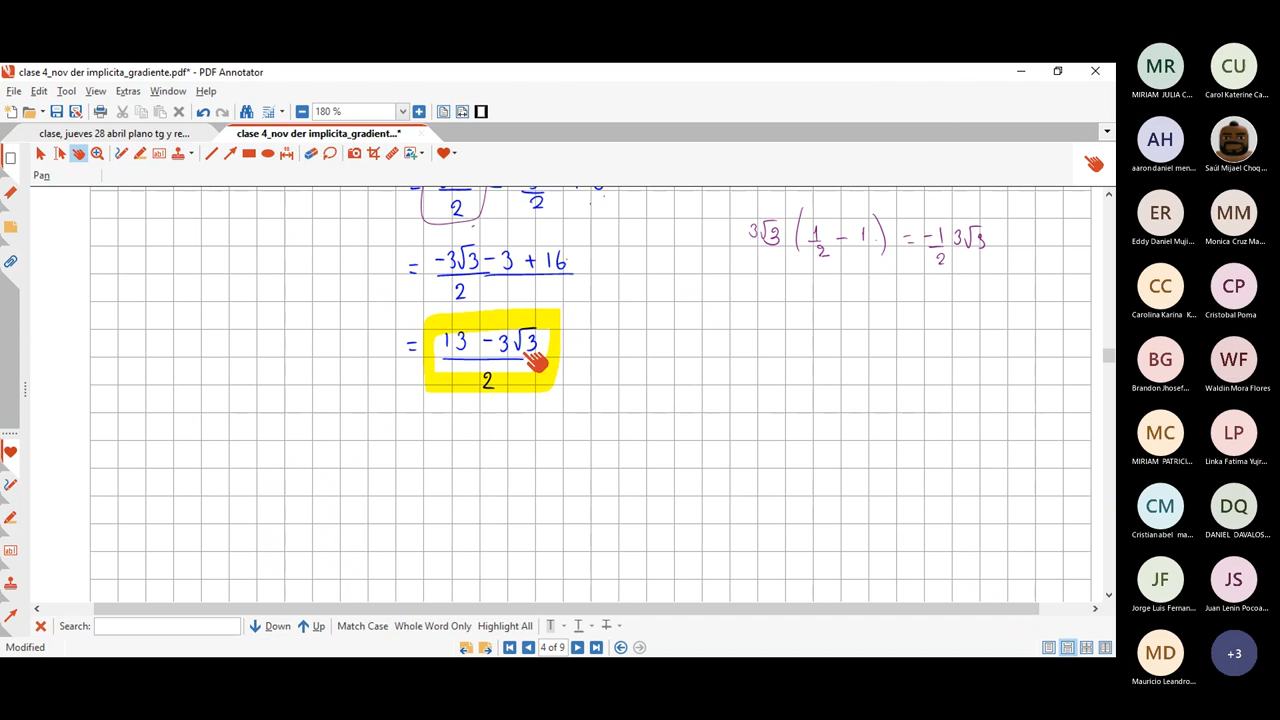 clase 4_nov der implicita_gradiente.pdf* - PDF Annotator
File Edit Tool View Extras Window Help
180 %
clase, jueves 28 abril plano tg y re...
clase 4_nov der implicita_gradient...*
Pan
2
2
3√3 (1/2 - 1) = -1/2 3√3
= (-3√3 - 3 + 16)/2
= (13 - 3√3)/2
Search: Down Up Match Case Whole Word Only Highlight All
Modified
4 of 9
MR
MIRIAM JULIA C...
CU
Carol Katerine Ca...
AH
aaron daniel men...
Saúl Mijael Choq...
ER
Eddy Daniel Muji...
MM
Monica Cruz Ma...
CC
Carolina Karina K...
CP
Cristobal Poma
BG
Brandon Jhosef...
WF
Waldin Mora Flores
MC
MIRIAM PATRICI...
LP
Linka Fatima Yujr...
CM
Cristian abel ma...
DQ
DANIEL DAVALOS...
JF
Jorge Luis Fernan...
JS
Juan Lenin Pocoa...
MD
Mauricio Leandro...
+3